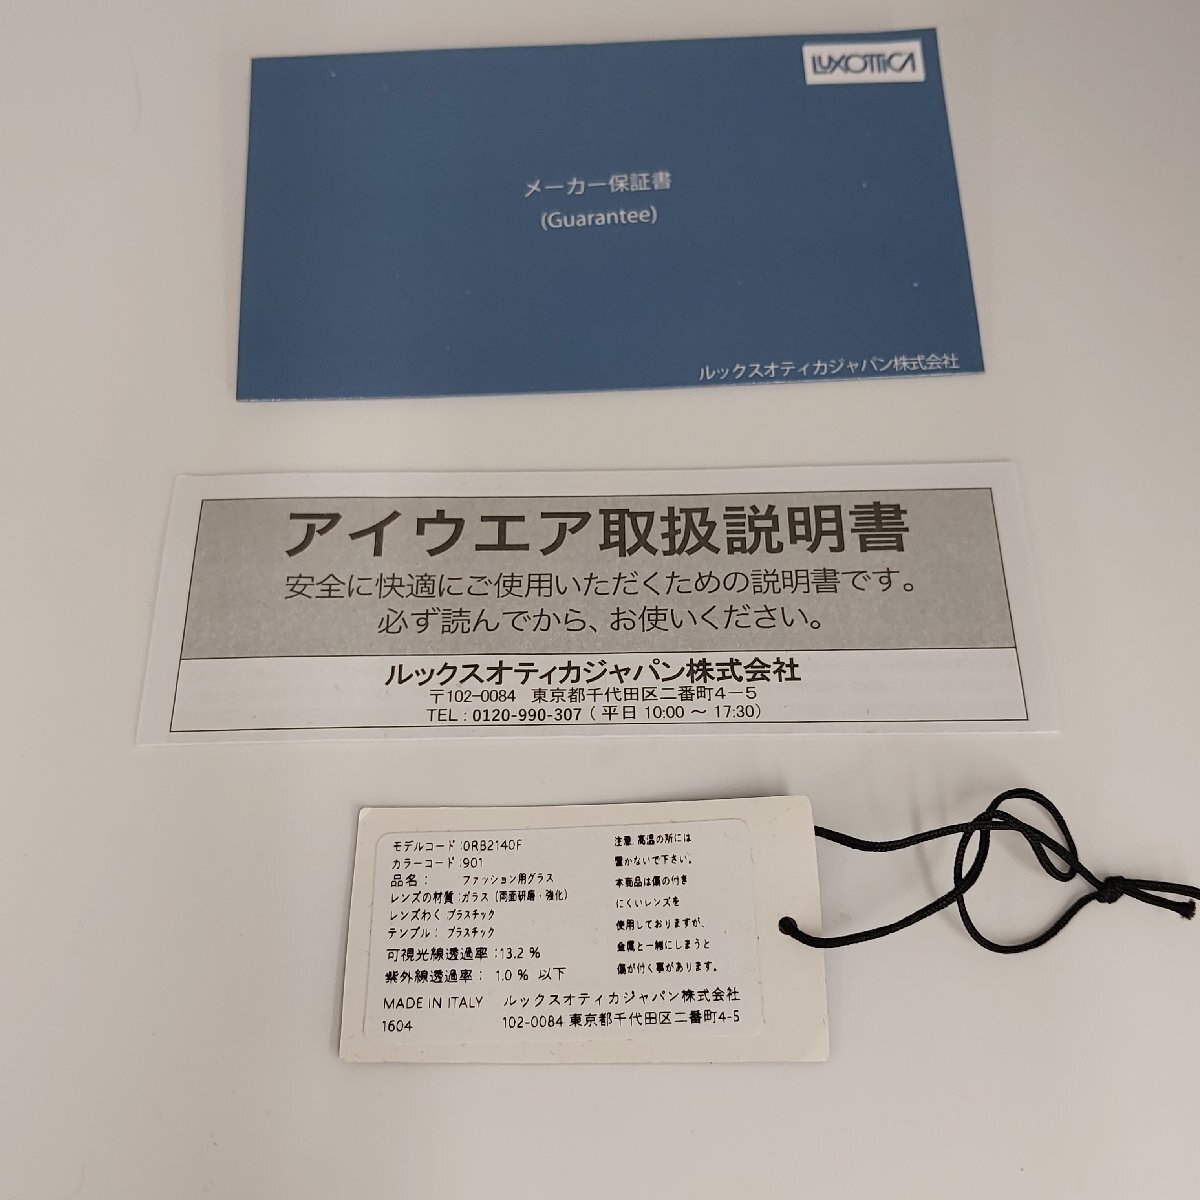 LUXOTTICA
メーカー保証書
(Guarantee)
ルックスオティカジャパン株式会社
アイウエア取扱説明書
安全に快適にご使用いただくための説明書です。
必ず読んでから、お使いください。
ルックスオティカジャパン株式会社
〒102-0084 東京都千代田区二番町4-5
TEL : 0120-990-307 ( 平日 10:00 ～ 17:30)
モデルコード :0RB2140F
カラーコード :901
品名： ファッション用グラス
レンズの材質 :ガラス (両面研磨・強化)
レンズわく プラスチック
テンプル： プラスチック
可視光線透過率 :13.2 %
紫外線透過率： 1.0 % 以下
MADE IN ITALY ルックスオティカジャパン株式会社
1604 102-0084 東京都千代田区二番町4-5
注意 高温の所には
置かないで下さい。
本商品は傷の付き
にくいレンズを
使用しておりますが、
金属と一緒にしまうと
傷が付く事があります。